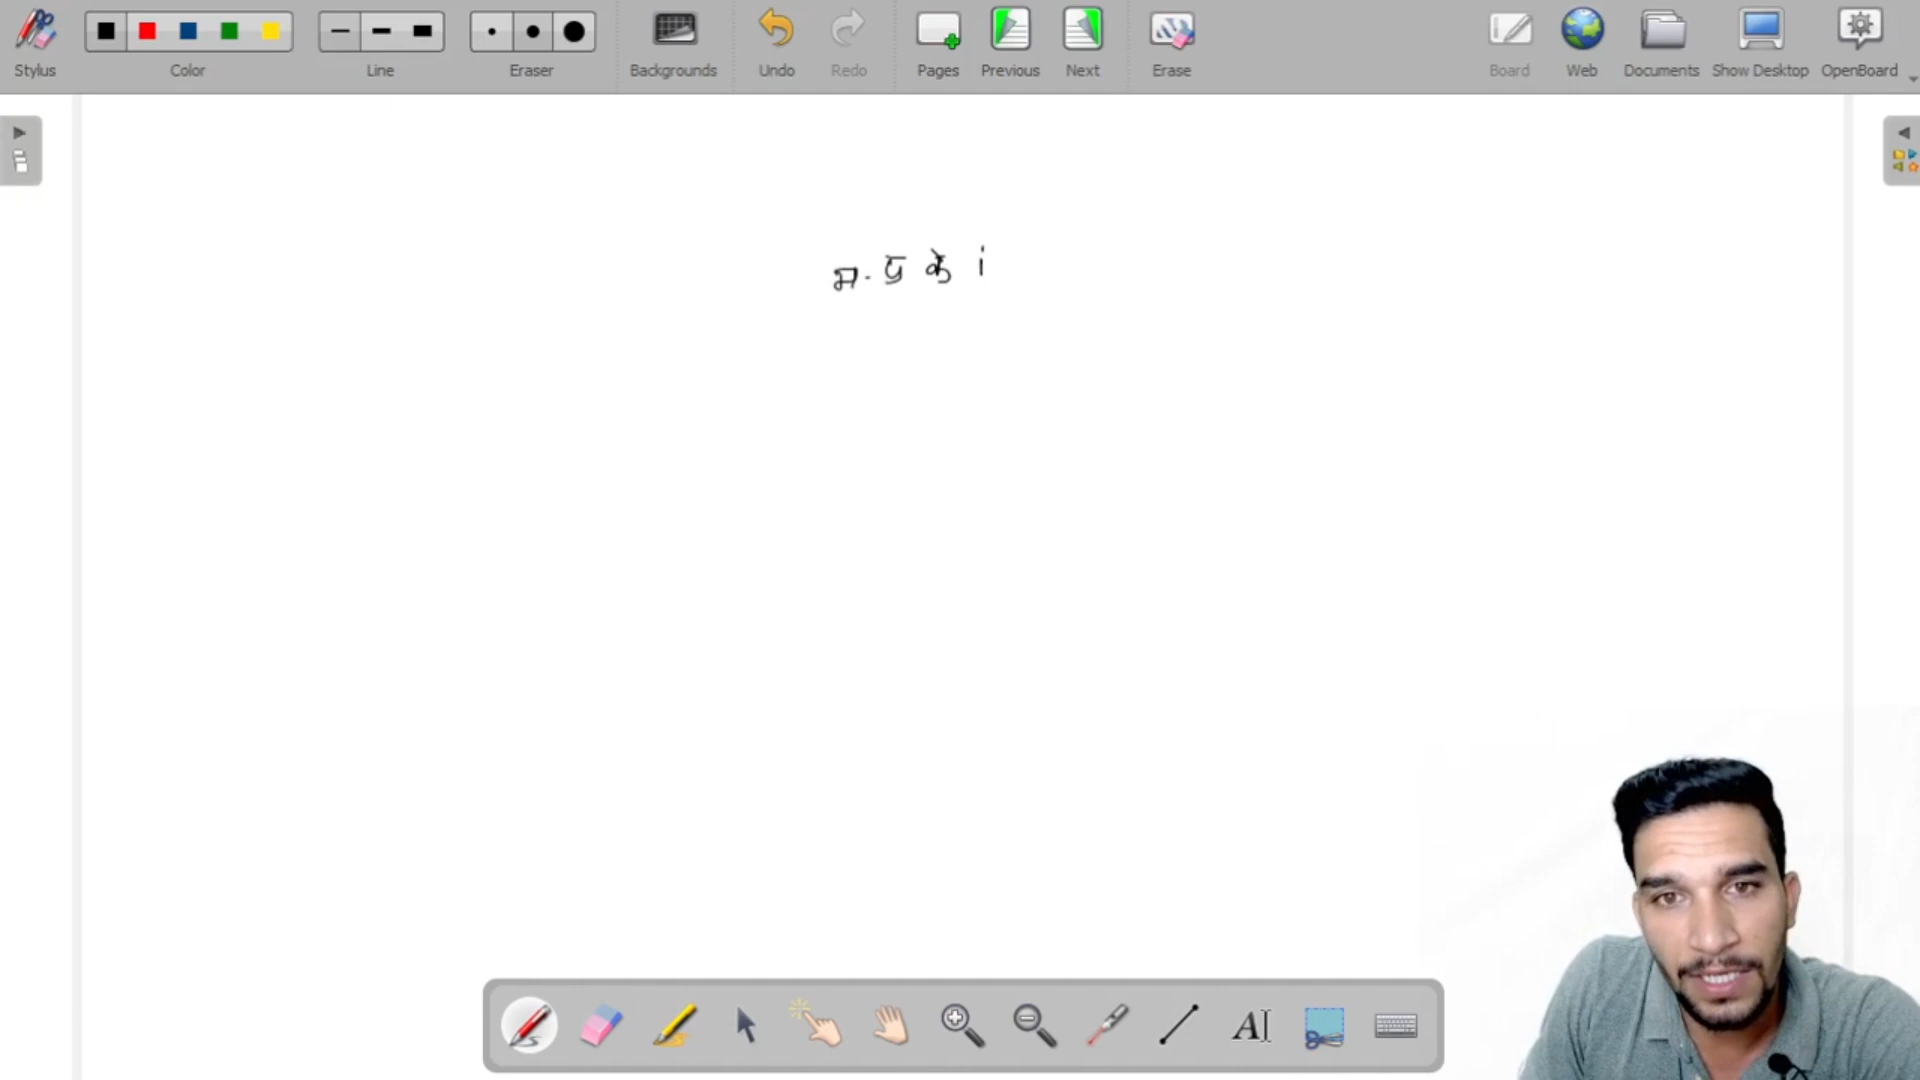 Stylus Color Line Eraser Backgrounds Undo Redo Pages Previous Next Erase Board Web Documents Show Desktop OpenBoard
म. प्र के i
A